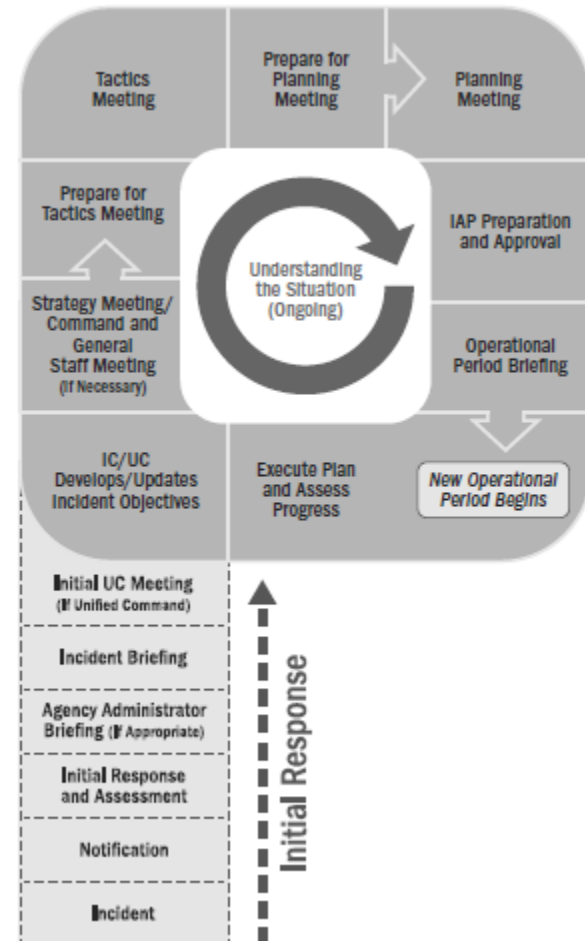 Tactics
Meeting
Prepare for
Planning
Meeting
Planning
Meeting
Prepare for
Tactics Meeting
IAP Preparation
and Approval
Understanding
the Situation
(Ongoing)
Strategy Meeting/
Command and
General
Staff Meeting
(If Necessary)
Operational
Period Briefing
IC/UC
Develops/Updates
Incident Objectives
Execute Plan
and Assess
Progress
New Operational
Period Begins
Initial UC Meeting
(If Unified Command)
Incident Briefing
Agency Administrator
Briefing (If Appropriate)
Initial Response
and Assessment
Notification
Incident
Initial Response